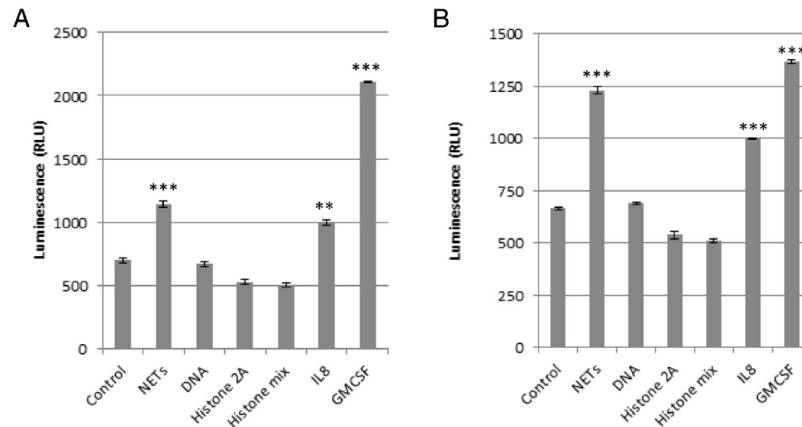 A
Luminescence (RLU)
2500
2000
1500
1000
500
0
***
**
***
Control
NETs
DNA
Histone 2A
Histone mix
IL8
GMCSF
B
Luminescence (RLU)
1500
1250
1000
750
500
250
0
***
***
***
Control
NETs
DNA
Histone 2A
Histone mix
IL8
GMCSF